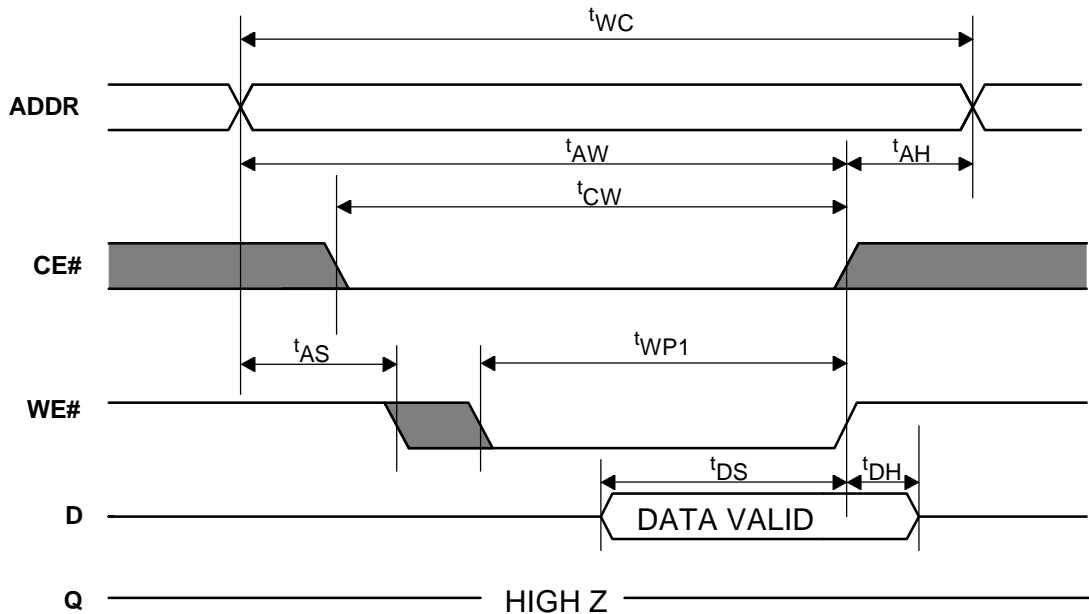 tWC
ADDR
tAW
tAH
tCW
CE#
tAS
tWP1
WE#
tDS
tDH
D
DATA VALID
Q
HIGH Z